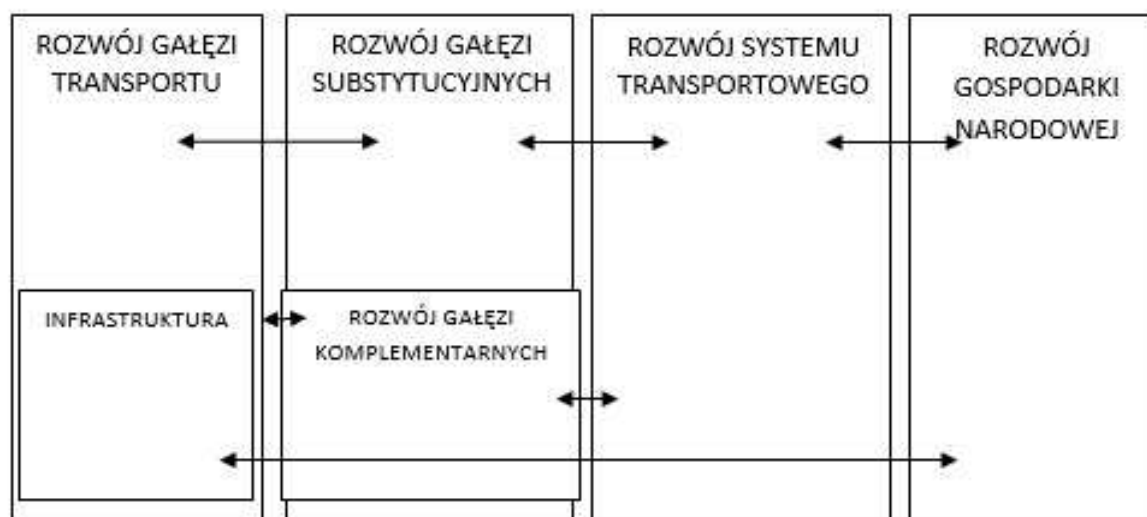 ROZWÓJ GAŁĘZI
TRANSPORTU
ROZWÓJ GAŁĘZI
SUBSTYTUCYJNYCH
ROZWÓJ SYSTEMU
TRANSPORTOWEGO
ROZWÓJ
GOSPODARKI
NARODOWEJ
INFRASTRUKTURA
ROZWÓJ GAŁĘZI
KOMPLEMENTARNYCH